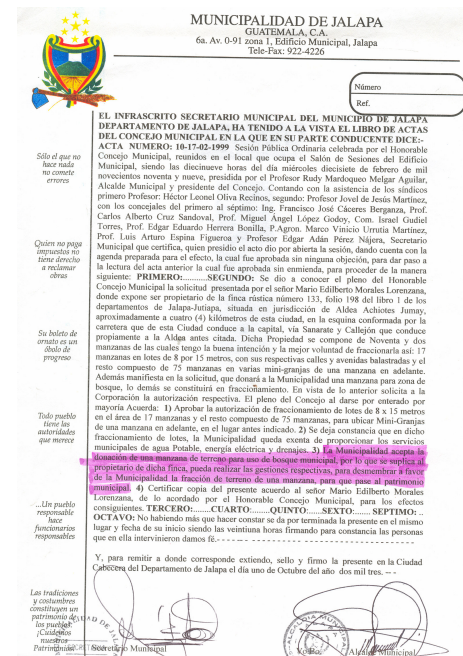 MUNICIPALIDAD DE JALAPA
GUATEMALA, C.A.
6a. Av. 0-91 zona 1, Edificio Municipal, Jalapa
Tele-Fax: 922-4226
Número
Ref.
EL INFRASCRITO SECRETARIO MUNICIPAL DEL MUNICIPIO DE JALAPA
DEPARTAMENTO DE JALAPA, HA TENIDO A LA VISTA EL LIBRO DE ACTAS
DEL CONCEJO MUNICIPAL EN LA QUE EN SU PARTE CONDUCENTE DICE:-
ACTA NUMERO: 10-17-02-1999 Sesión Pública Ordinaria celebrada por el Honorable
Concejo Municipal, reunidos en el local que ocupa el Salón de Sesiones del Edificio
Municipal, siendo las diecinueve horas del día miércoles diecisiete de febrero de mil
novecientos noventa y nueve, presidida por el Profesor Rudy Mardoqueo Melgar Aguilar,
Alcalde Municipal y presidente del Concejo. Contando con la asistencia de los síndicos
primero Profesor: Héctor Leonel Oliva Recinos, segundo: Profesor Jovel de Jesús Martínez,
con los concejales del primero al séptimo: Ing. Francisco José Cáceres Berganza, Prof.
Carlos Alberto Cruz Sandoval, Prof. Miguel Ángel López Godoy, Com. Israel Gudiel
Torres, Prof. Edgar Eduardo Herrera Bonilla, P.Agron. Marco Vinicio Urrutia Martínez,
Prof. Luis Arturo Espina Figueroa y Profesor Edgar Adán Pérez Nájera, Secretario
Municipal que certifica, quien presidio el acto dio por abierta la sesión, dando cuenta con la
agenda preparada para el efecto, la cual fue aprobada sin ninguna objeción, para dar paso a
la lectura del acta anterior la cual fue aprobada sin enmienda, para proceder de la manera
siguiente: PRIMERO:..........SEGUNDO: Se dio a conocer el pleno del Honorable
Concejo Municipal la solicitud presentada por el señor Mario Edilberto Morales Lorenzana,
donde expone ser propietario de la finca rústica número 133, folio 198 del libro 1 de los
departamentos de Jalapa-Jutiapa, situada en jurisdicción de Aldea Achiotes Jumay,
aproximadamente a cuatro (4) kilómetros de esta ciudad, en la esquina conformada por la
carretera que de esta Ciudad conduce a la capital, vía Sanarate y Callejón que conduce
propiamente a la Aldea antes citada. Dicha Propiedad se compone de Noventa y dos
manzanas de las cuales tengo la buena intención y la mejor voluntad de fraccionarla así: 17
manzanas en lotes de 8 por 15 metros, con sus respectivas calles y avenidas balastradas y el
resto compuesto de 75 manzanas en varias mini-granjas de una manzana en adelante.
Además manifiesta en la solicitud, que donará a la Municipalidad una manzana para zona de
bosque, lo demás se constituirá en fraccionamiento. En vista de lo anterior solicita a la
Corporación la autorización respectiva. El pleno del Concejo al darse por enterado por
mayoría Acuerda: 1) Aprobar la autorización de fraccionamiento de lotes de 8 x 15 metros
en el área de 17 manzanas y el resto compuesto de 75 manzanas, para ubicar Mini-Granjas
de una manzana en adelante, en el lugar antes indicado. 2) Se deja constancia que en dicho
fraccionamiento de lotes, la Municipalidad queda exenta de proporcionar los servicios
municipales de agua Potable, energía eléctrica y drenajes. 3) La Municipalidad acepta la
donación de una manzana de terreno para uso de bosque municipal, por lo que se suplica al
propietario de dicha finca, pueda realizar las gestiones respectivas, para desmembrar a favor
de la Municipalidad la fracción de terreno de una manzana, para que pase al patrimonio
municipal. 4) Certificar copia del presente acuerdo al señor Mario Edilberto Morales
Lorenzana, de lo acordado por el Honorable Concejo Municipal, para los efectos
consiguientes. TERCERO:......CUARTO:.......QUINTO:......SEXTO:...... SEPTIMO: ..
OCTAVO: No habiendo más que hacer constar se da por terminada la presente en el mismo
lugar y fecha de su inicio siendo las veintiuna horas firmando para constancia las personas
que en ella intervinieron damos fé.- - - - - - - - - - - - - - - - - - - - - - - - - - - -
Y, para remitir a donde corresponde extiendo, sello y firmo la presente en la Ciudad
Cabecera del Departamento de Jalapa el día uno de Octubre del año dos mil tres. -- -
Sólo el que no
hace nada
no comete
errores
Quien no paga
impuestos no
tiene derecho
a reclamar
obras
Su boleto de
ornato es un
óbolo de
progreso
Todo pueblo
tiene las
autoridades
que merece
...Un pueblo
responsable
hace
funcionarios
responsables
Las tradiciones
y costumbres
constituyen un
patrimonio de
los pueblos.
¡Cuidemos
nuestro
Patrimonio!
Secretario Municipal
Vo.Bo. Alcalde Municipal